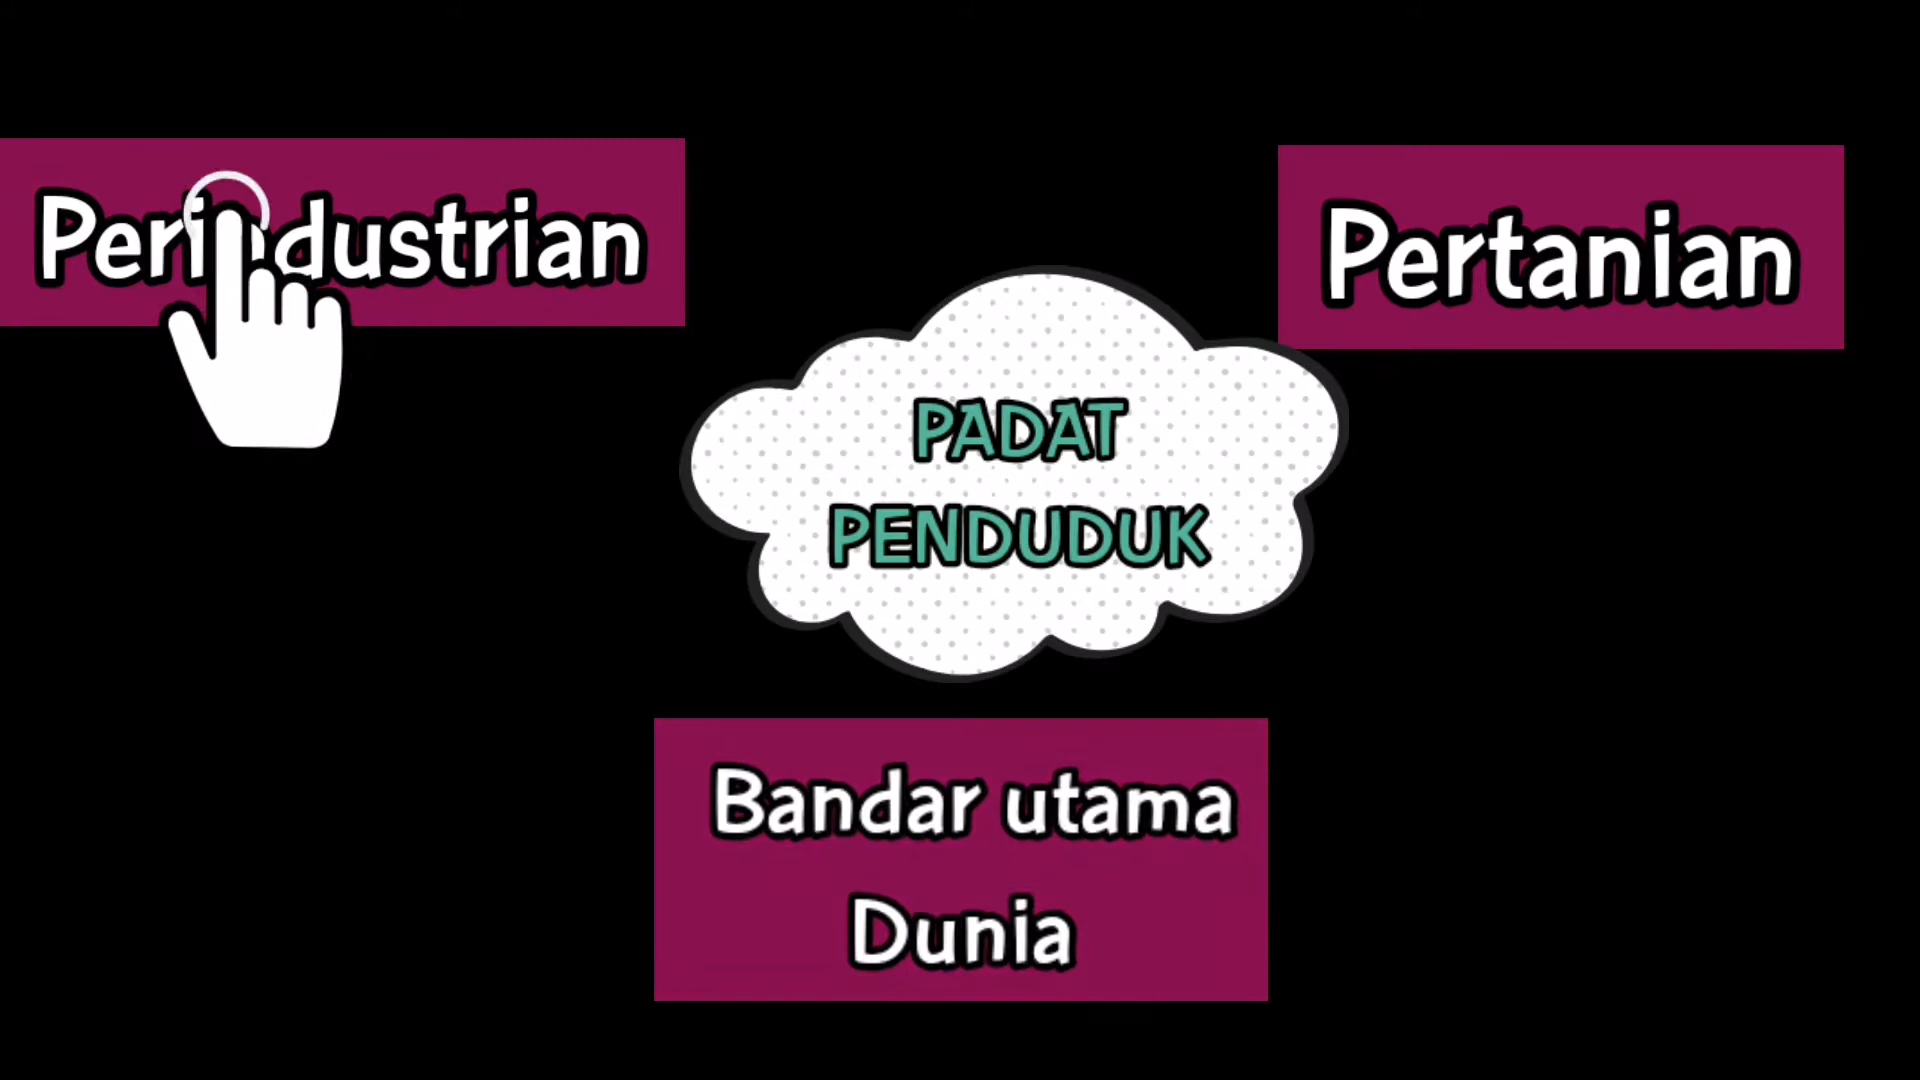 Perindustrian
Pertanian
PADAT
PENDUDUK
Bandar utama
Dunia